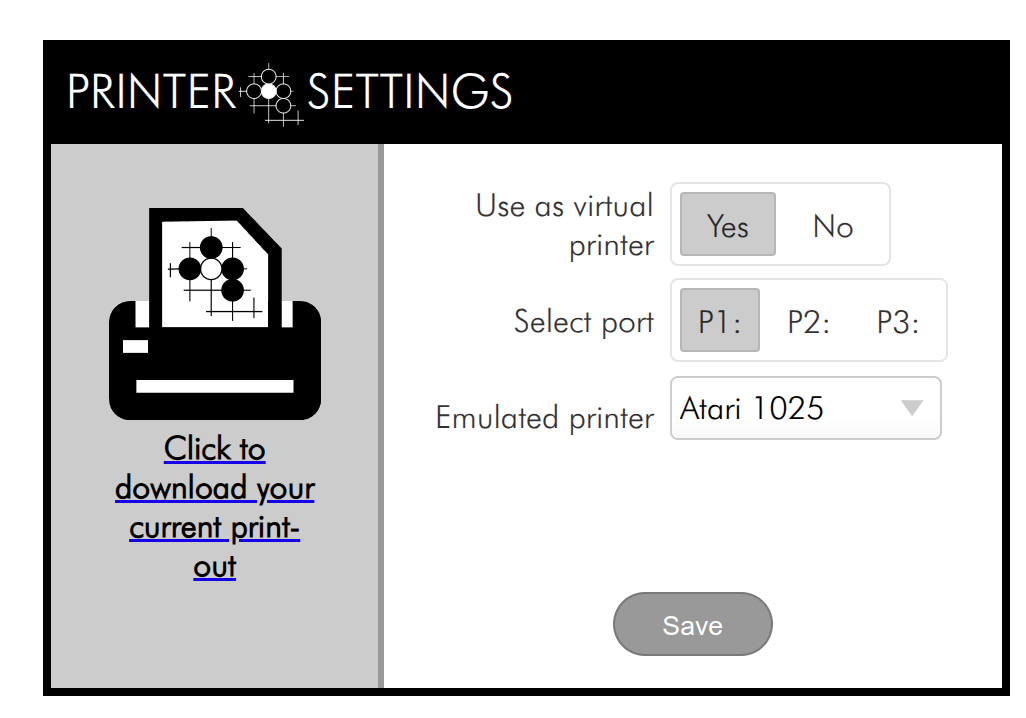 PRINTER SETTINGS
Click to
download your
current print-
out
Use as virtual
printer
Yes No
Select port
P1: P2: P3:
Emulated printer
Atari 1025
Save